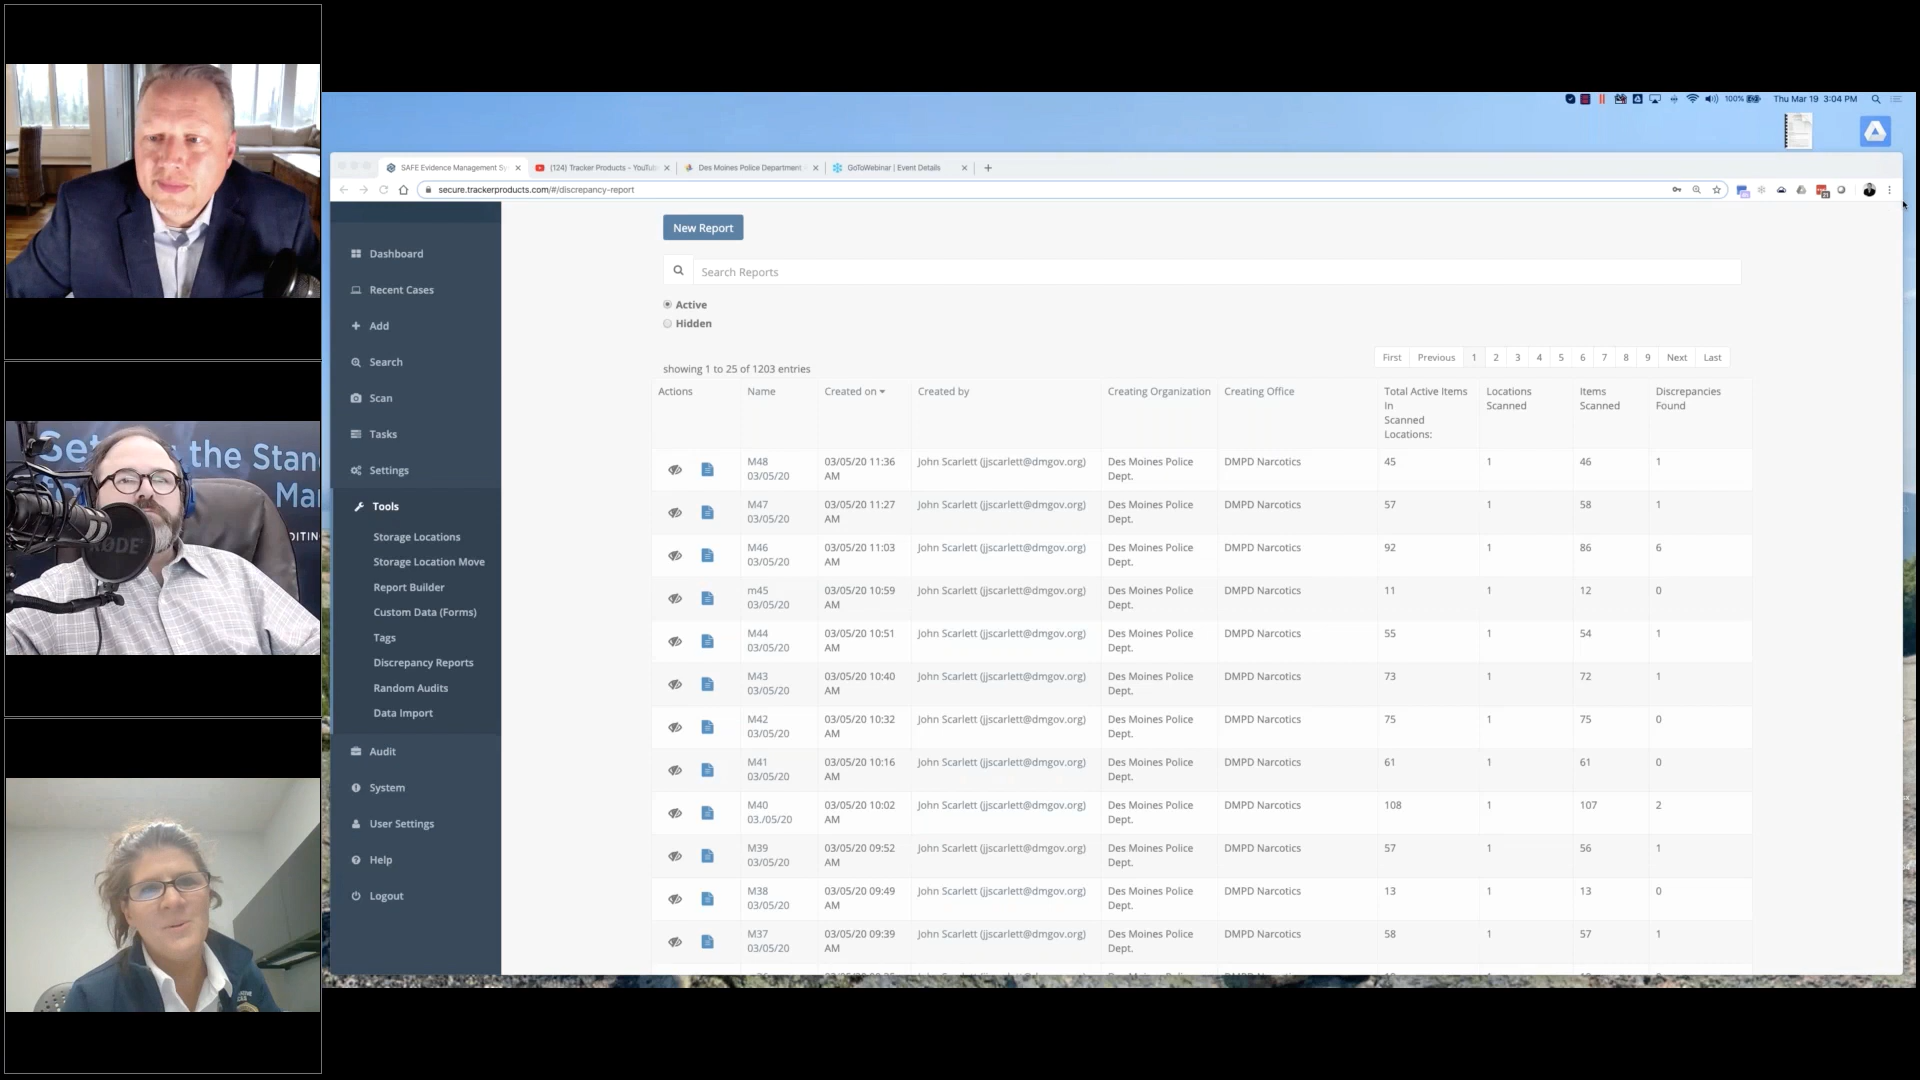 Set the Stan
Ma
DITIN
RØDE
100%
Thu Mar 19 3:04 PM
SAFE Evidence Management Sy
(124) Tracker Products - YouTub
Des Moines Police Department
GoToWebinar | Event Details
secure.trackerproducts.com/#/discrepancy-report
Dashboard
Recent Cases
Add
Search
Scan
Tasks
Settings
Tools
Storage Locations
Storage Location Move
Report Builder
Custom Data (Forms)
Tags
Discrepancy Reports
Random Audits
Data Import
Audit
System
User Settings
Help
Logout
New Report
Search Reports
Active
Hidden
showing 1 to 25 of 1203 entries
First Previous 1 2 3 4 5 6 7 8 9 Next Last
Actions Name Created on Created by Creating Organization Creating Office Total Active Items Locations Items Discrepancies
In Scanned Scanned Found
Scanned
Locations:
M48 03/05/20 11:36 John Scarlett (jjscarlett@dmgov.org) Des Moines Police DMPD Narcotics 45 1 46 1
03/05/20 AM Dept.
M47 03/05/20 11:27 John Scarlett (jjscarlett@dmgov.org) Des Moines Police DMPD Narcotics 57 1 58 1
03/05/20 AM Dept.
M46 03/05/20 11:03 John Scarlett (jjscarlett@dmgov.org) Des Moines Police DMPD Narcotics 92 1 86 6
03/05/20 AM Dept.
m45 03/05/20 10:59 John Scarlett (jjscarlett@dmgov.org) Des Moines Police DMPD Narcotics 11 1 12 0
03/05/20 AM Dept.
M44 03/05/20 10:51 John Scarlett (jjscarlett@dmgov.org) Des Moines Police DMPD Narcotics 55 1 54 1
03/05/20 AM Dept.
M43 03/05/20 10:40 John Scarlett (jjscarlett@dmgov.org) Des Moines Police DMPD Narcotics 73 1 72 1
03/05/20 AM Dept.
M42 03/05/20 10:32 John Scarlett (jjscarlett@dmgov.org) Des Moines Police DMPD Narcotics 75 1 75 0
03/05/20 AM Dept.
M41 03/05/20 10:16 John Scarlett (jjscarlett@dmgov.org) Des Moines Police DMPD Narcotics 61 1 61 0
03/05/20 AM Dept.
M40 03/05/20 10:02 John Scarlett (jjscarlett@dmgov.org) Des Moines Police DMPD Narcotics 108 1 107 2
03./05/20 AM Dept.
M39 03/05/20 09:52 John Scarlett (jjscarlett@dmgov.org) Des Moines Police DMPD Narcotics 57 1 56 1
03/05/20 AM Dept.
M38 03/05/20 09:49 John Scarlett (jjscarlett@dmgov.org) Des Moines Police DMPD Narcotics 13 1 13 0
03/05/20 AM Dept.
M37 03/05/20 09:39 John Scarlett (jjscarlett@dmgov.org) Des Moines Police DMPD Narcotics 58 1 57 1
03/05/20 AM Dept.